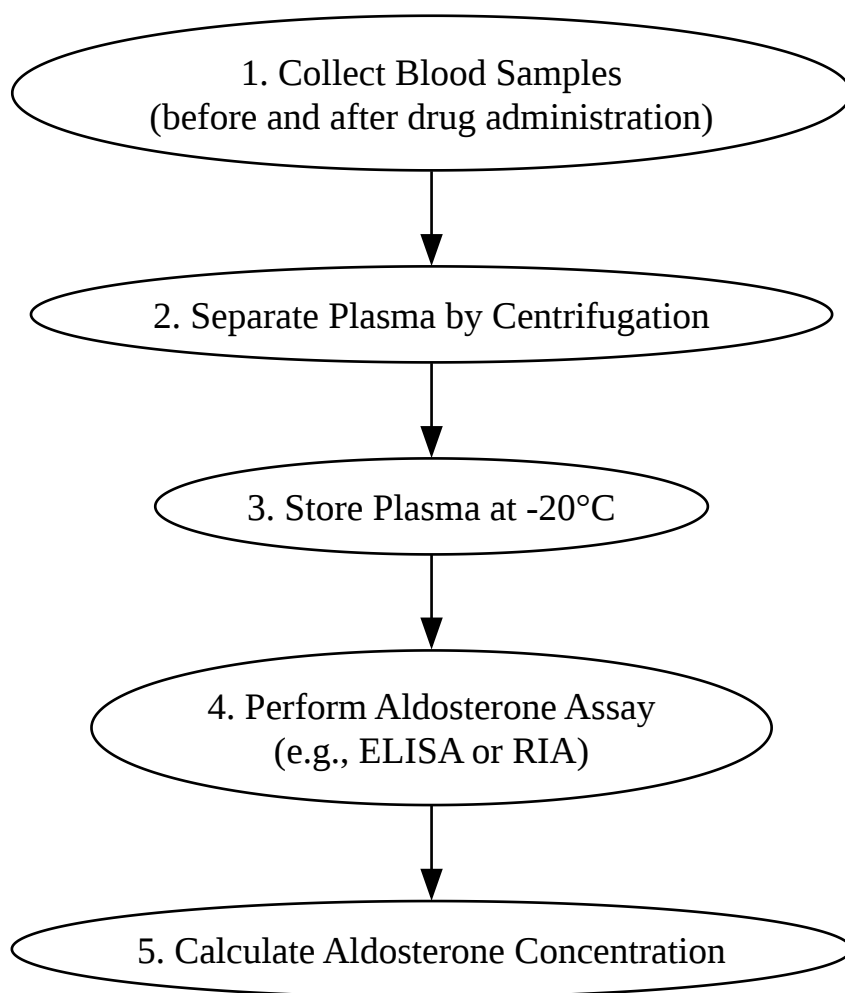 1. Collect Blood Samples
(before and after drug administration)
2. Separate Plasma by Centrifugation
3. Store Plasma at -20°C
4. Perform Aldosterone Assay
(e.g., ELISA or RIA)
5. Calculate Aldosterone Concentration